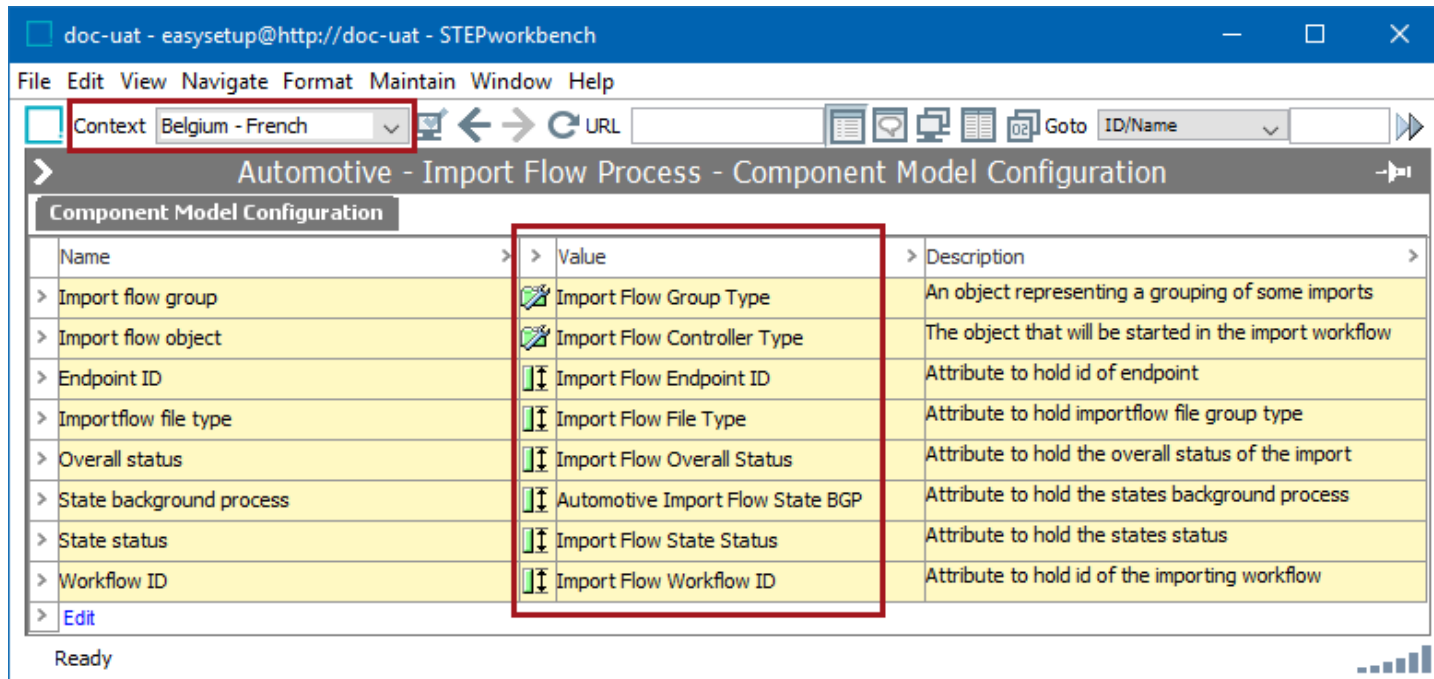 doc-uat - easysetup@http://doc-uat - STEPworkbench
File Edit View Navigate Format Maintain Window Help
Context Belgium - French URL Goto ID/Name
Automotive - Import Flow Process - Component Model Configuration
Component Model Configuration
Name > > Value > Description >
> Import flow group Import Flow Group Type An object representing a grouping of some imports
> Import flow object Import Flow Controller Type The object that will be started in the import workflow
> Endpoint ID Import Flow Endpoint ID Attribute to hold id of endpoint
> Importflow file type Import Flow File Type Attribute to hold importflow file group type
> Overall status Import Flow Overall Status Attribute to hold the overall status of the import
> State background process Automotive Import Flow State BGP Attribute to hold the states background process
> State status Import Flow State Status Attribute to hold the states status
> Workflow ID Import Flow Workflow ID Attribute to hold id of the importing workflow
> Edit
Ready